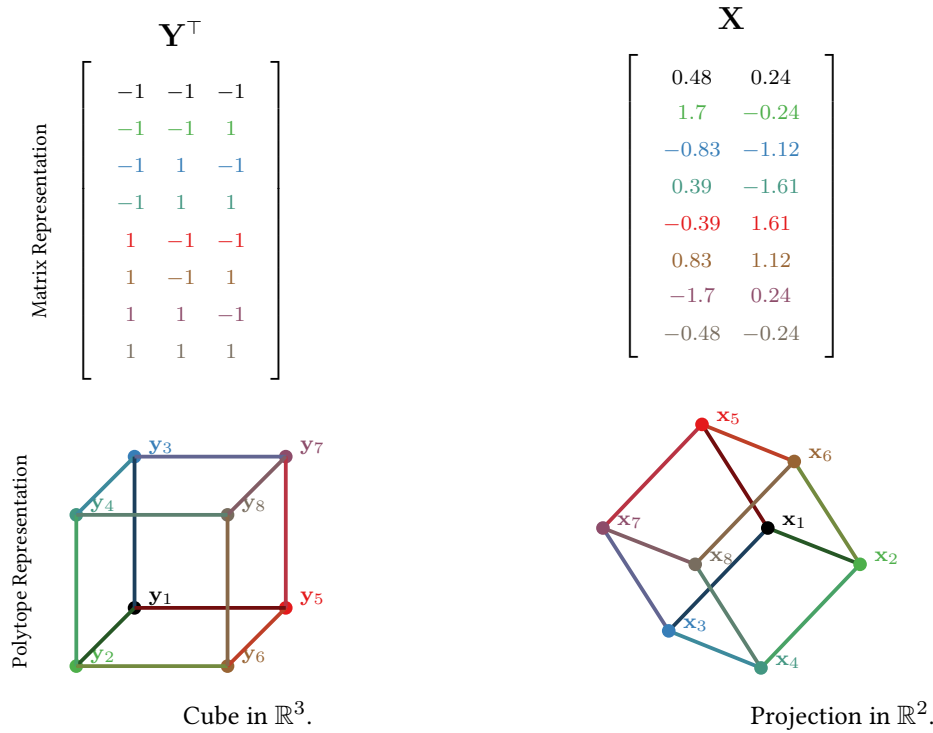 Y⊤
X
Matrix Representation
−1 −1 −1
−1 −1 1
−1 1 −1
−1 1 1
1 −1 −1
1 −1 1
1 1 −1
1 1 1
0.48 0.24
1.7 −0.24
−0.83 −1.12
0.39 −1.61
−0.39 1.61
0.83 1.12
−1.7 0.24
−0.48 −0.24
Polytope Representation
y3
y7
y4
y8
y1
y5
y2
y6
x5
x6
x7
x1
x8
x2
x3
x4
Cube in ℝ³.
Projection in ℝ².